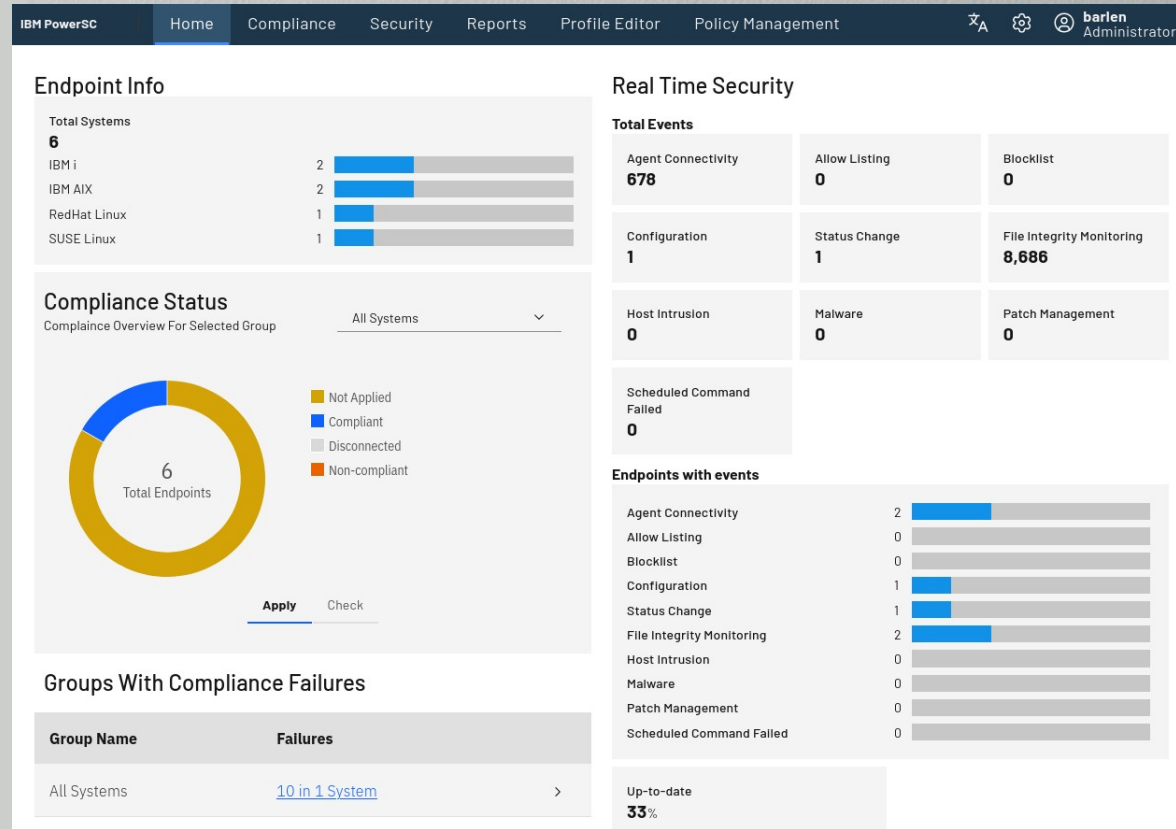 IBM PowerSC Home Compliance Security Reports Profile Editor Policy Management barlen
Administrator
Endpoint Info
Total Systems
6
IBM i 2
IBM AIX 2
RedHat Linux 1
SUSE Linux 1
Compliance Status
Complaince Overview For Selected Group
All Systems
Not Applied
Compliant
Disconnected
Non-compliant
6
Total Endpoints
Apply Check
Groups With Compliance Failures
Group Name Failures
All Systems 10 in 1 System
Real Time Security
Total Events
Agent Connectivity
678
Allow Listing
0
Blocklist
0
Configuration
1
Status Change
1
File Integrity Monitoring
8,686
Host Intrusion
0
Malware
0
Patch Management
0
Scheduled Command
Failed
0
Endpoints with events
Agent Connectivity 2
Allow Listing 0
Blocklist 0
Configuration 1
Status Change 1
File Integrity Monitoring 2
Host Intrusion 0
Malware 0
Patch Management 0
Scheduled Command Failed 0
Up-to-date
33%